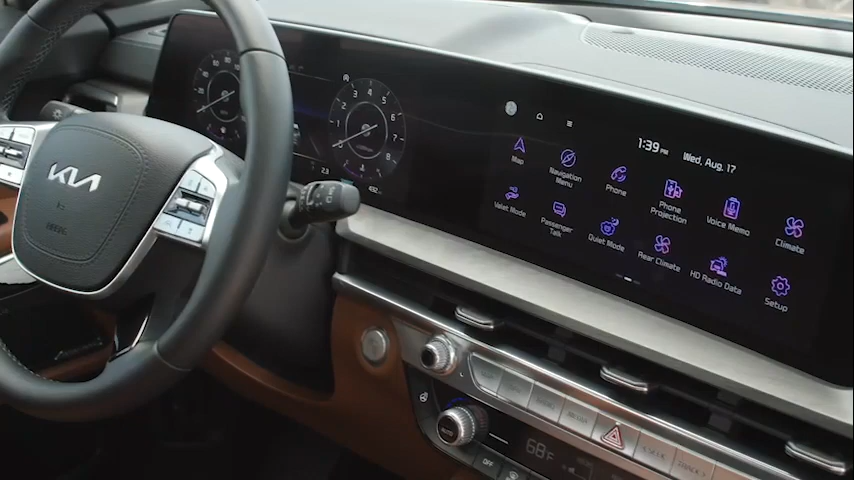 1:39 PM Wed, Aug. 17
Map
Navigation
Menu
Phone
Phone
Projection
Voice Memo
Climate
Valet Mode
Passenger
Talk
Quiet Mode
Rear Climate
HD Radio Data
Setup
KIA
68°F
OFF